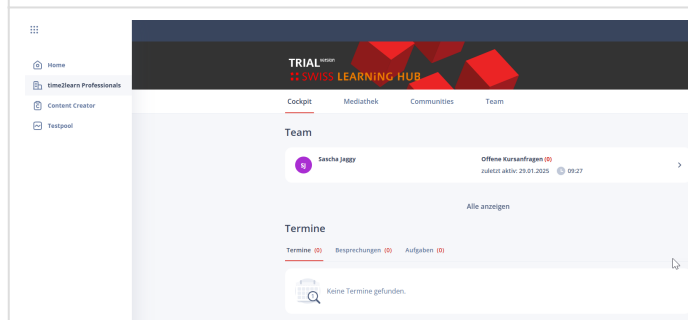 Home
time2learn Professionals
Content Creator
Testpool
TRIAL version
SWISS LEARNiNG HUB
Cockpit Mediathek Communities Team
Team
SJ
Sascha Jaggy Offene Kursanfragen (0)
zuletzt aktiv: 29.01.2025 09:27
Alle anzeigen
Termine
Termine (0) Besprechungen (0) Aufgaben (0)
Keine Termine gefunden.